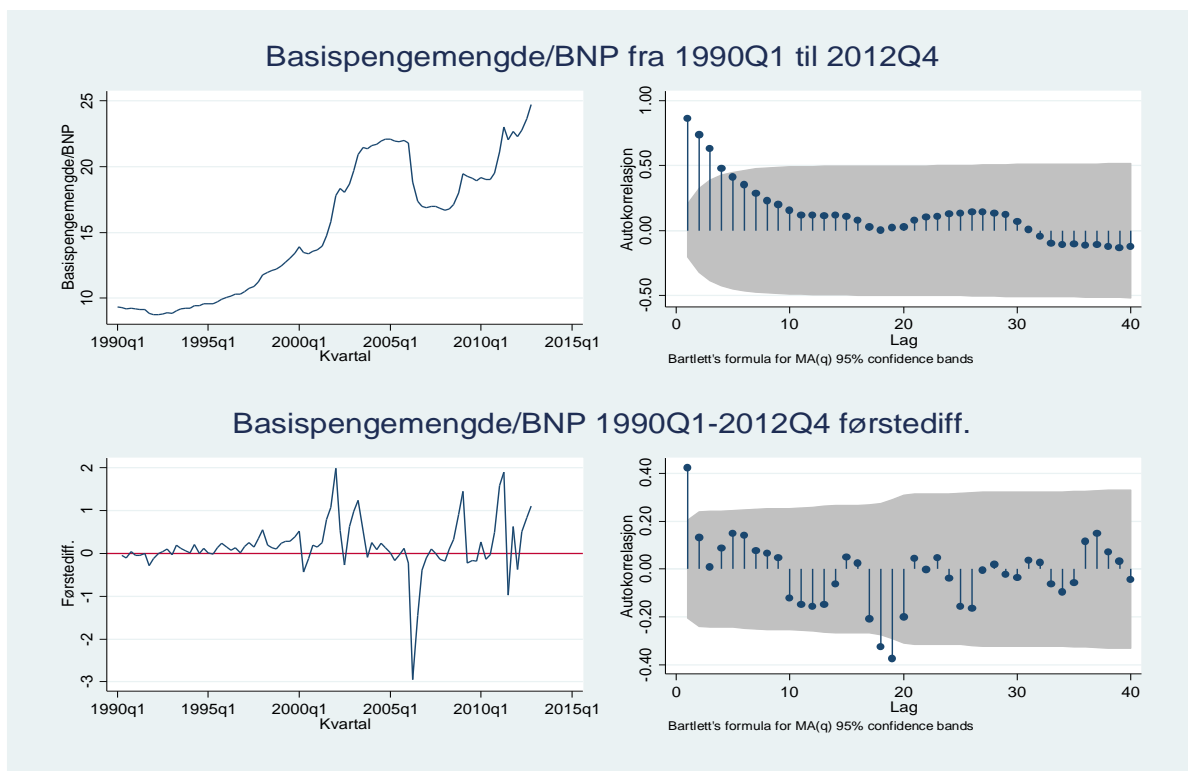 Basispengemengde/BNP fra 1990Q1 til 2012Q4
Basispengemengde/BNP
25
20
15
10
1990q1 1995q1 2000q1 2005q1 2010q1 2015q1
Kvartal
Autokorrelasjon
1.00
0.50
0.00
-0.50
0 10 20 30 40
Lag
Bartlett's formula for MA(q) 95% confidence bands
Basispengemengde/BNP 1990Q1-2012Q4 førstediff.
Førstediff.
2
1
0
-1
-2
-3
1990q1 1995q1 2000q1 2005q1 2010q1 2015q1
Kvartal
Autokorrelasjon
0.40
0.20
0.00
-0.20
-0.40
0 10 20 30 40
Lag
Bartlett's formula for MA(q) 95% confidence bands